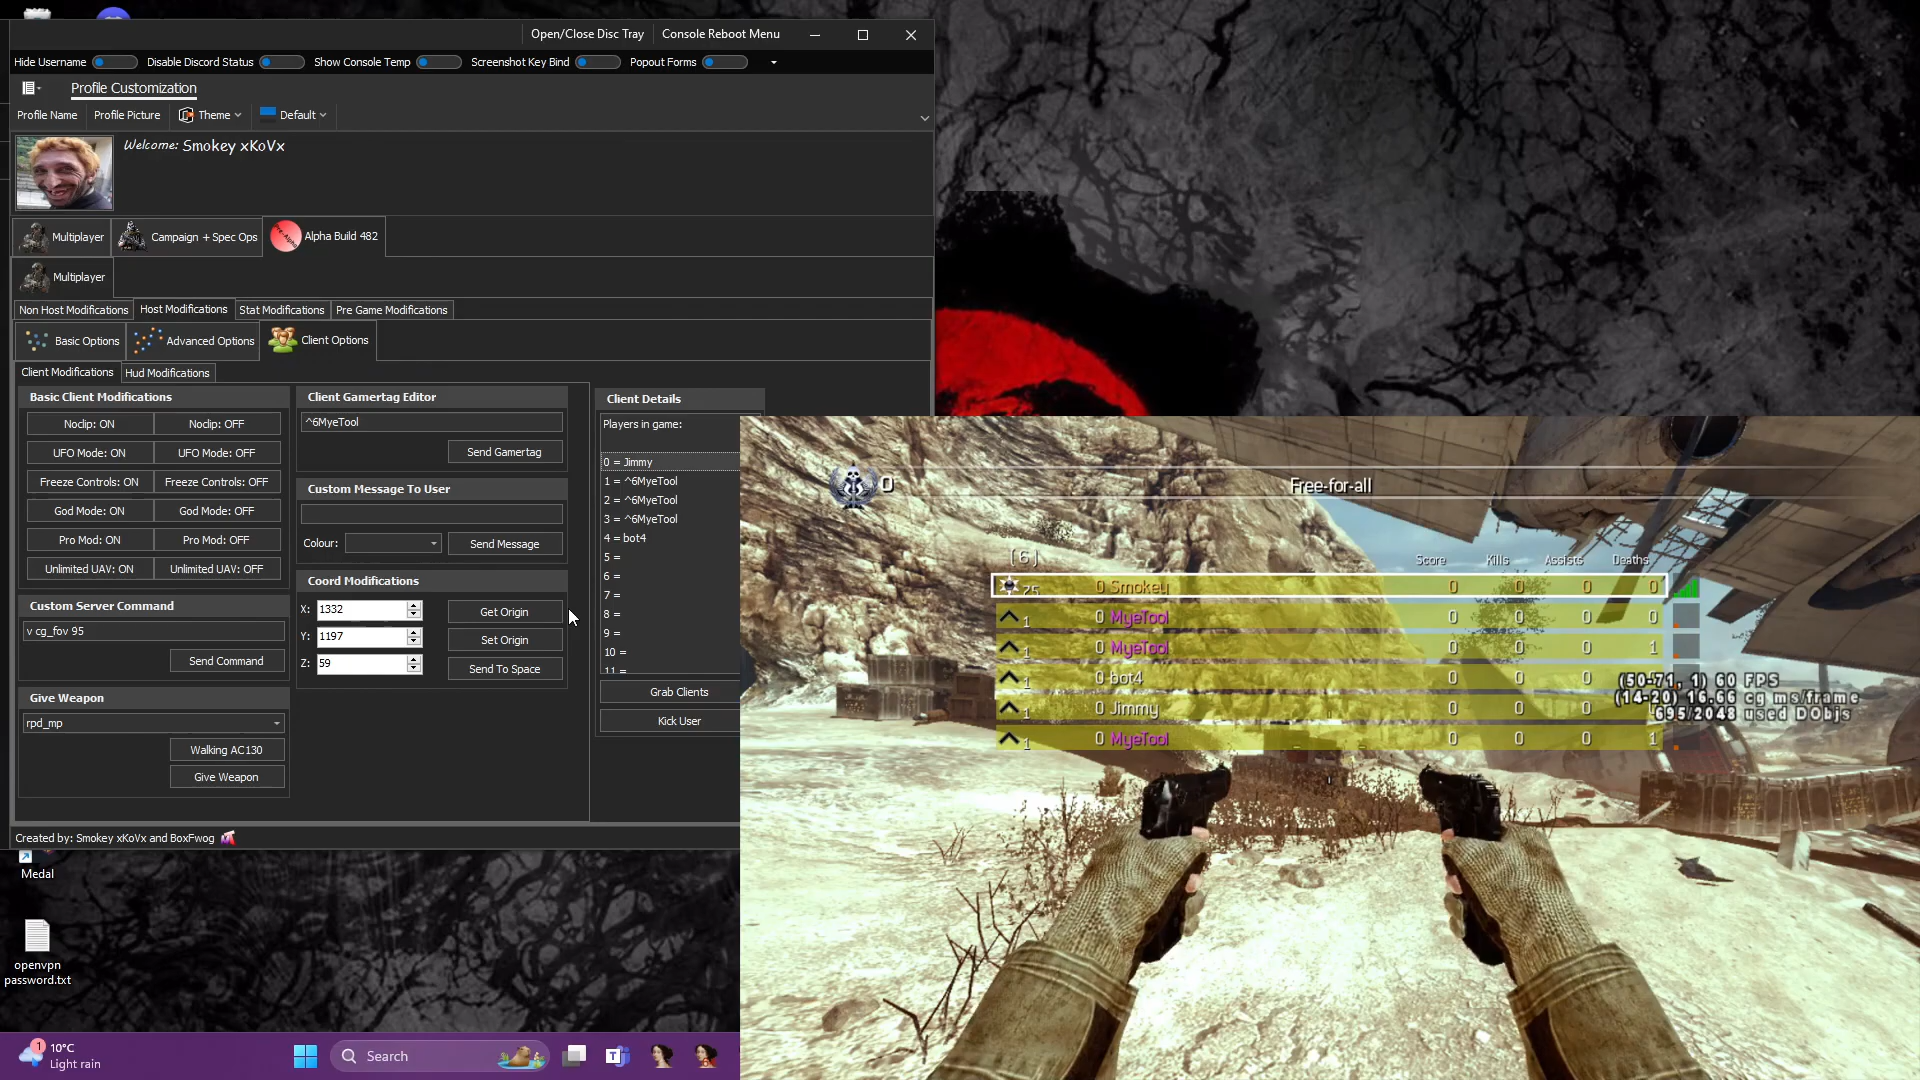 Open/Close Disc Tray
Console Reboot Menu
Hide Username
Disable Discord Status
Show Console Temp
Screenshot Key Bind
Popout Forms
Profile Customization
Profile Name
Profile Picture
Theme
Default
Welcome: Smokey xKoVx
Multiplayer
Campaign + Spec Ops
Alpha Build 482
Multiplayer
Non Host Modifications
Host Modifications
Stat Modifications
Pre Game Modifications
Basic Options
Advanced Options
Client Options
Client Modifications
Hud Modifications
Basic Client Modifications
Noclip: ON
Noclip: OFF
UFO Mode: ON
UFO Mode: OFF
Freeze Controls: ON
Freeze Controls: OFF
God Mode: ON
God Mode: OFF
Pro Mod: ON
Pro Mod: OFF
Unlimited UAV: ON
Unlimited UAV: OFF
Custom Server Command
v cg_fov 95
Send Command
Give Weapon
rpd_mp
Walking AC130
Give Weapon
Client Gamertag Editor
^6MyeTool
Send Gamertag
Custom Message To User
Colour:
Send Message
Coord Modifications
X: 1332
Get Origin
Y: 1197
Set Origin
Z: 59
Send To Space
Client Details
Players in game:
0 = Jimmy
1 = ^6MyeTool
2 = ^6MyeTool
3 = ^6MyeTool
4 = bot4
5 =
6 =
7 =
8 =
9 =
10 =
11 =
Grab Clients
Kick User
Created by: Smokey xKoVx and BoxFwog
0
Free-for-all
[6]
Score Kills Assists Deaths
25 0 Smokey 0 0 0 0
1 0 MyeTool 0 0 0 0
1 0 MyeTool 0 0 0 1
1 0 bot4 0 0 0
1 0 Jimmy 0 0 0
1 0 MyeTool 0 0 0 1
(50-71, 1) 60 FPS
(14-20) 16.66 cg ms/frame
695/2048 used DObjs
Medal
openvpn
password.txt
1
10°C
Light rain
Search